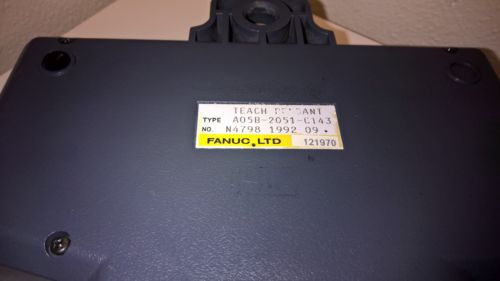 TEACH PENDANT
TYPE A05B-2051-C143
NO. N4798 1992.09.
FANUC.LTD 121970